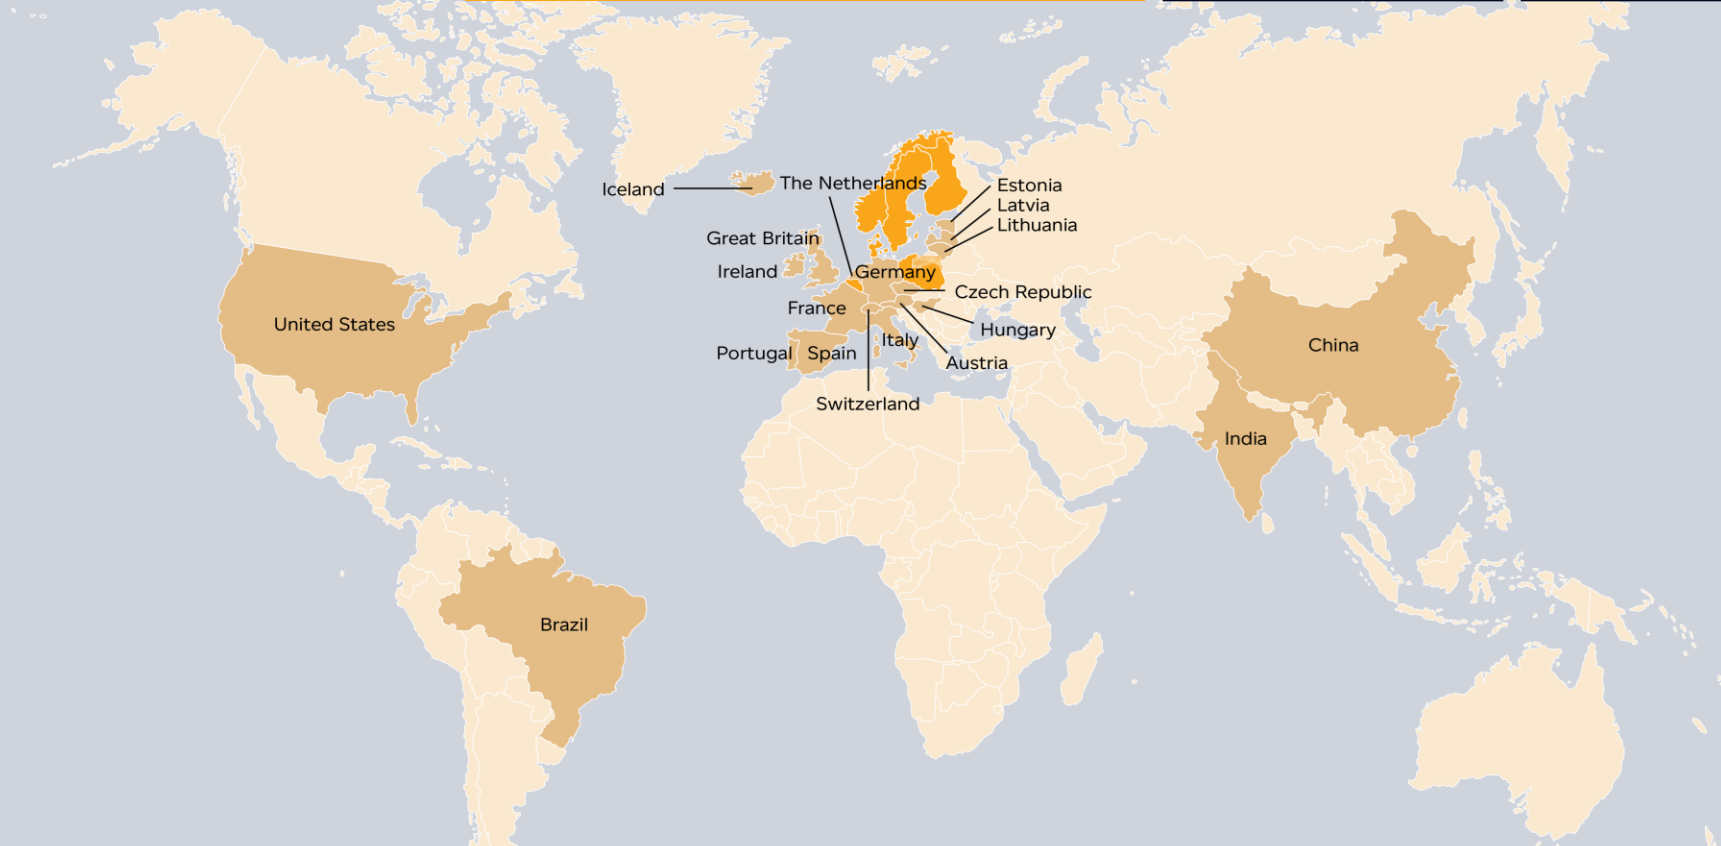 The Netherlands
Iceland
Estonia
Latvia
Lithuania
Great Britain
Ireland
Germany
Czech Republic
France
Hungary
United States
Italy
Portugal
Spain
Austria
China
Switzerland
India
Brazil